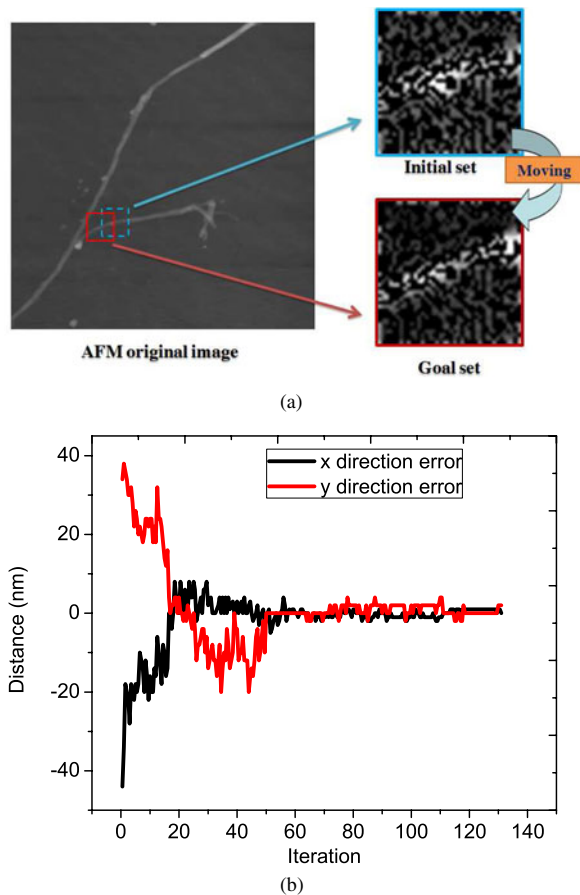 Initial set
Moving
AFM original image
Goal set
(a)
x direction error
y direction error
40
20
0
-20
-40
Distance (nm)
0 20 40 60 80 100 120 140
Iteration
(b)